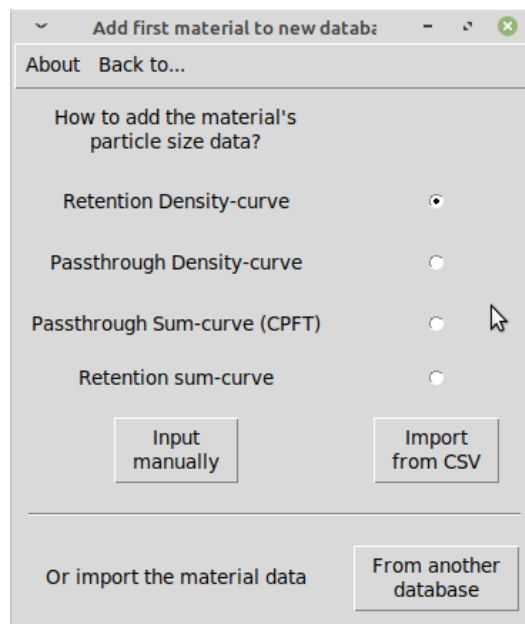 Add first material to new databa
About Back to...
How to add the material's
particle size data?
Retention Density-curve
Passthrough Density-curve
Passthrough Sum-curve (CPFT)
Retention sum-curve
Input
manually
Import
from CSV
Or import the material data
From another
database